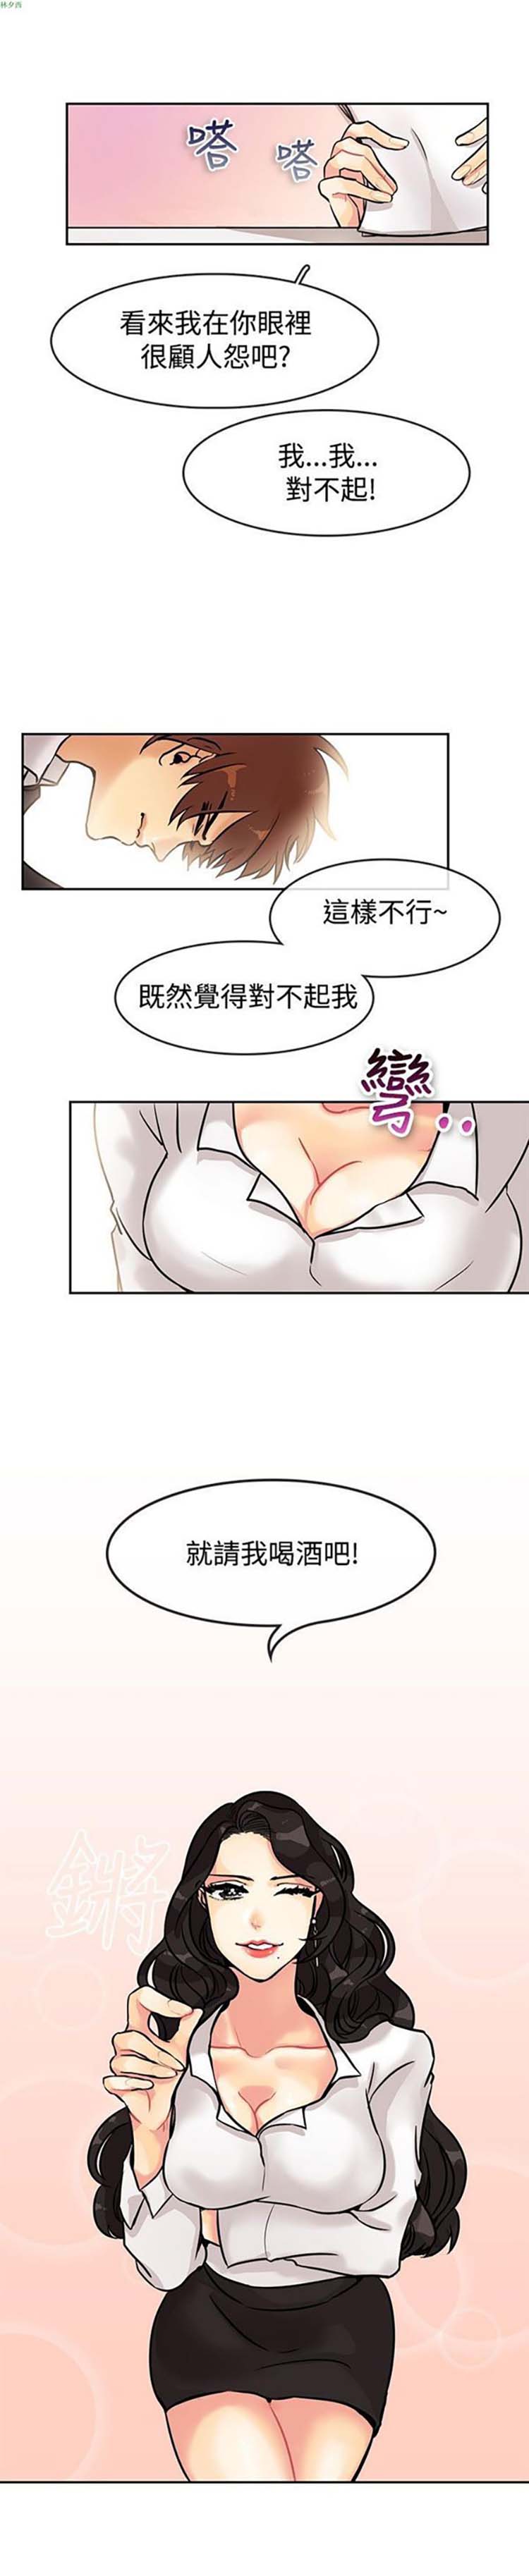 林夕西
嗒
嗒
看來我在你眼裡
很顧人怨吧?
我...我...
對不起!
這樣不行~
既然覺得對不起我
彎..
就請我喝酒吧!
鏘